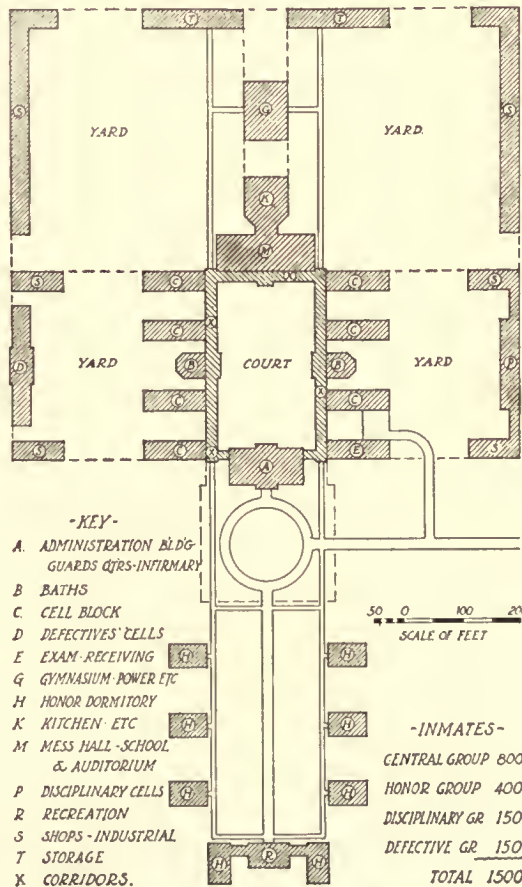 T
T
S
G
S
YARD
YARD.
K
M
S
C
X
C
S
C
X
C
D
YARD
B
COURT
B
YARD
P
C
X
C
S
C
X
A
E
S
-KEY-
A. ADMINISTRATION BLD'G
GUARDS QTRS-INFIRMARY
B BATHS
C. CELL BLOCK
D DEFECTIVES' CELLS
E EXAM-RECEIVING
G GYMNASIUM-POWER ETC
H HONOR DORMITORY
K KITCHEN-ETC
M MESS HALL-SCHOOL
& AUDITORIUM
P DISCIPLINARY CELLS
R RECREATION
S SHOPS-INDUSTRIAL
T STORAGE
X CORRIDORS.
50 0 100 200
SCALE OF FEET
H
H
H
H
H
H
H
R
H
-INMATES-
CENTRAL GROUP 800
HONOR GROUP 400
DISCIPLINARY GR 150
DEFECTIVE GR 150
TOTAL 1500